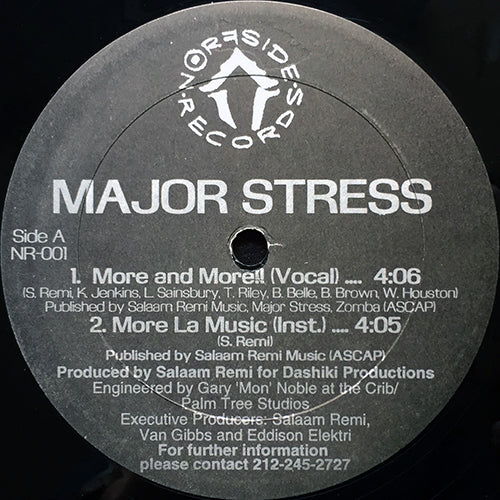 NORFSIDE RECORDS
MAJOR STRESS
Side A
NR-001
1. More and More!! (Vocal) .... 4:06
(S. Remi, K. Jenkins, L. Sainsbury, T. Riley, B. Belle, B. Brown, W. Houston)
Published by Salaam Remi Music, Major Stress, Zomba (ASCAP)
2. More La Music (Inst.) .... 4:05
(S. Remi)
Published by Salaam Remi Music (ASCAP)
Produced by Salaam Remi for Dashiki Productions
Engineered by Gary 'Mon' Noble at the Crib/
Palm Tree Studios
Executive Producers: Salaam Remi,
Van Gibbs and Eddison Elektri
For further information
please contact 212-245-2727